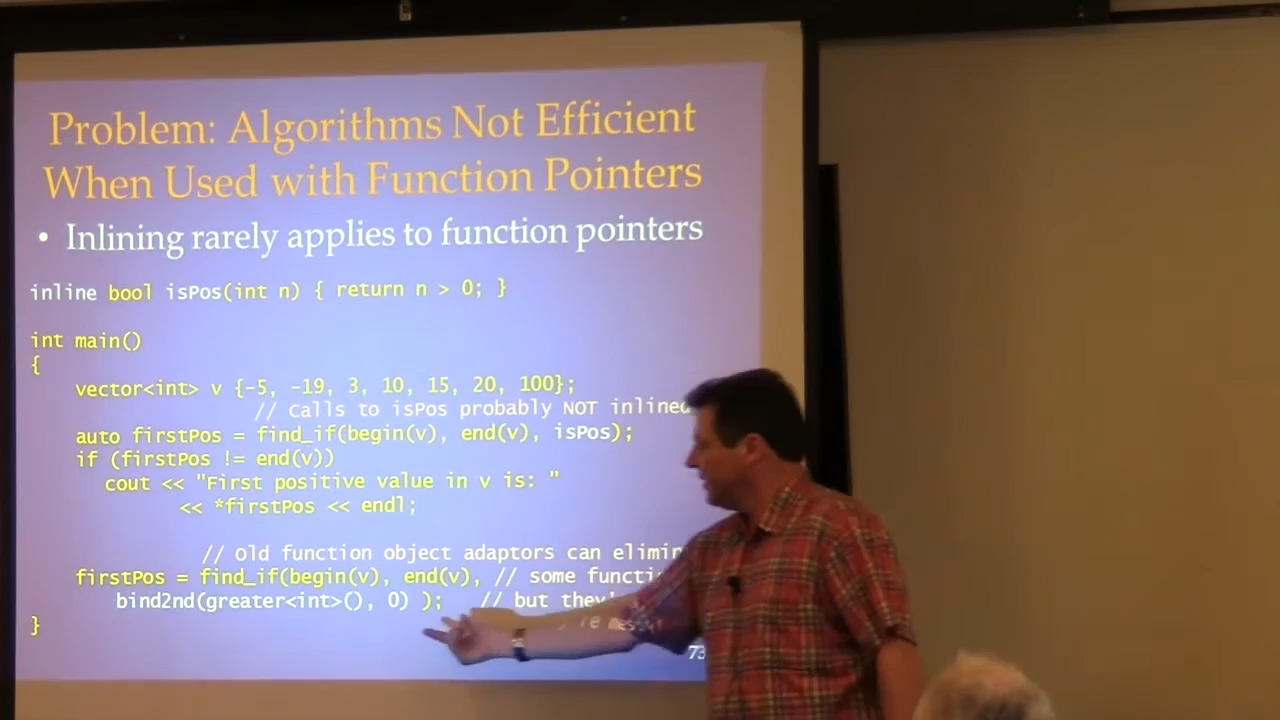 Problem: Algorithms Not Efficient
When Used with Function Pointers
• Inlining rarely applies to function pointers
inline bool isPos(int n) { return n > 0; }
int main()
{
vector<int> v {-5, -19, 3, 10, 15, 20, 100};
// Calls to isPos probably NOT inlined
auto firstPos = find_if(begin(v), end(v), isPos);
if (firstPos != end(v))
cout << "First positive value in v is: "
<< *firstPos << endl;
// Old function object adaptors can elimin
firstPos = find_if(begin(v), end(v), // some functi
bind2nd(greater<int>(), 0) ); // but they'
}
73